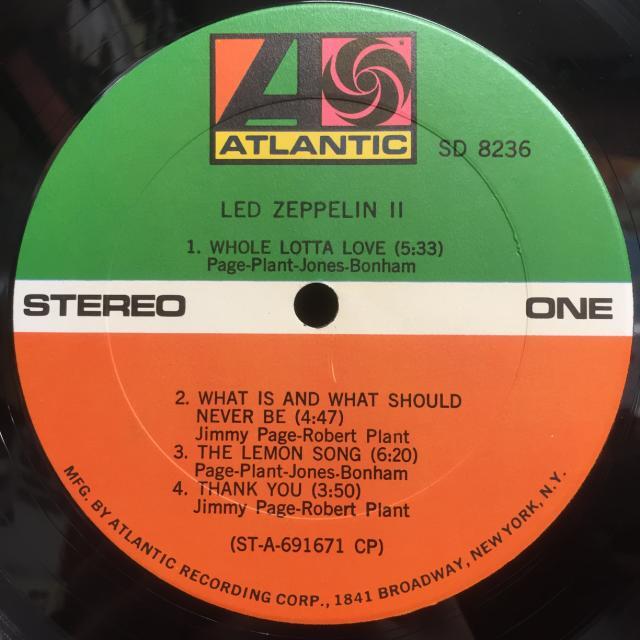 ATLANTIC
SD 8236
LED ZEPPELIN II
1. WHOLE LOTTA LOVE (5:33)
Page-Plant-Jones-Bonham
STEREO
ONE
2. WHAT IS AND WHAT SHOULD
NEVER BE (4:47)
Jimmy Page-Robert Plant
3. THE LEMON SONG (6:20)
Page-Plant-Jones-Bonham
4. THANK YOU (3:50)
Jimmy Page-Robert Plant
(ST-A-691671 CP)
MFG. BY ATLANTIC RECORDING CORP., 1841 BROADWAY, NEW YORK, N.Y.